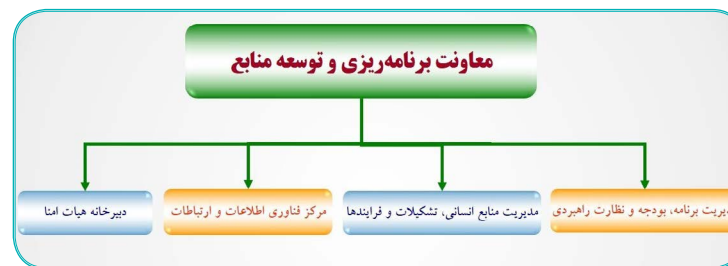 معاونت برنامه‌ریزی و توسعه منابع
برنامه، بودجه و نظارت راهبردی
مدیریت منابع انسانی، تشکیلات و فرایندها
مرکز فناوری اطلاعات و ارتباطات
دبیرخانه هیات امنا